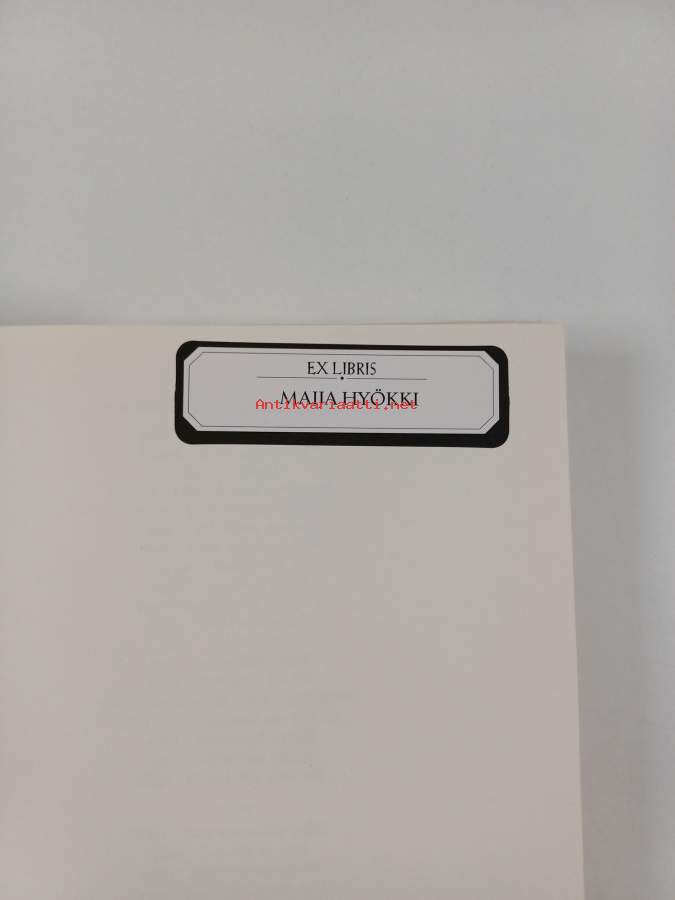 EX LIBRIS
MAIJA HYÖKKI
Antikvariaatti.net